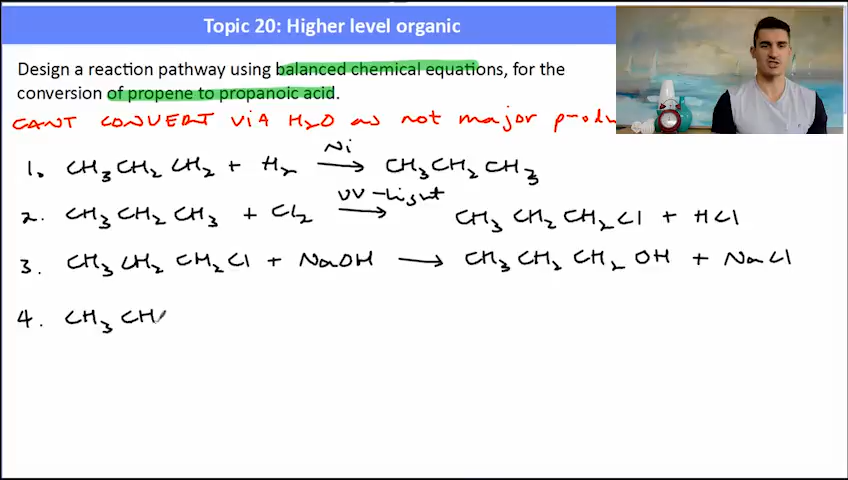 Topic 20: Higher level organic
Design a reaction pathway using balanced chemical equations, for the
conversion of propene to propanoic acid.
CANT CONVERT VIA H₂O as not major produ
1. CH₃CH₂CH₂ + H₂ Ni → CH₃CH₂CH₃
2. CH₃CH₂CH₃ + Cl₂ UV-light → CH₃CH₂CH₂Cl + HCl
3. CH₃CH₂CH₂Cl + NaOH → CH₃CH₂CH₂OH + NaCl
4. CH₃CH